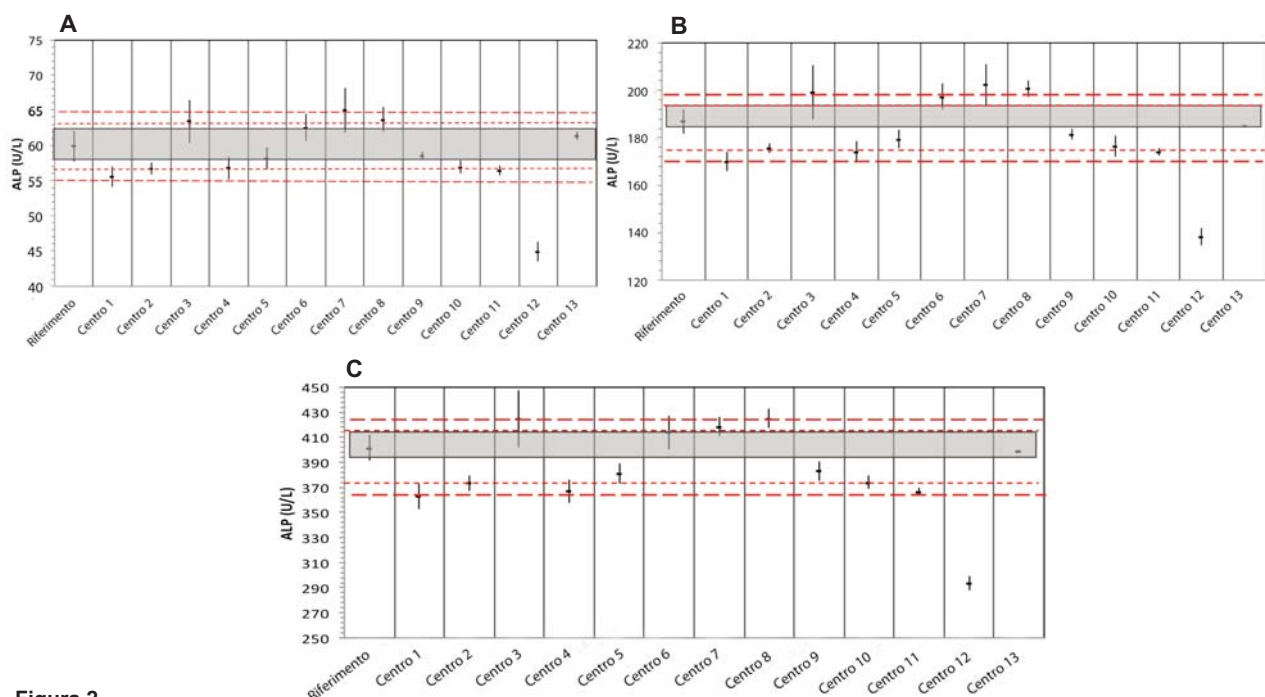 A
75
70
65
60
55
50
45
40
ALP (U/L)
Riferimento
Centro 1
Centro 2
Centro 3
Centro 4
Centro 5
Centro 6
Centro 7
Centro 8
Centro 9
Centro 10
Centro 11
Centro 12
Centro 13
B
220
200
180
160
140
120
ALP (U/L)
Riferimento
Centro 1
Centro 2
Centro 3
Centro 4
Centro 5
Centro 6
Centro 7
Centro 8
Centro 9
Centro 10
Centro 11
Centro 12
Centro 13
C
450
430
410
390
370
350
330
310
290
270
250
ALP (U/L)
Riferimento
Centro 1
Centro 2
Centro 3
Centro 4
Centro 5
Centro 6
Centro 7
Centro 8
Centro 9
Centro 10
Centro 11
Centro 12
Centro 13